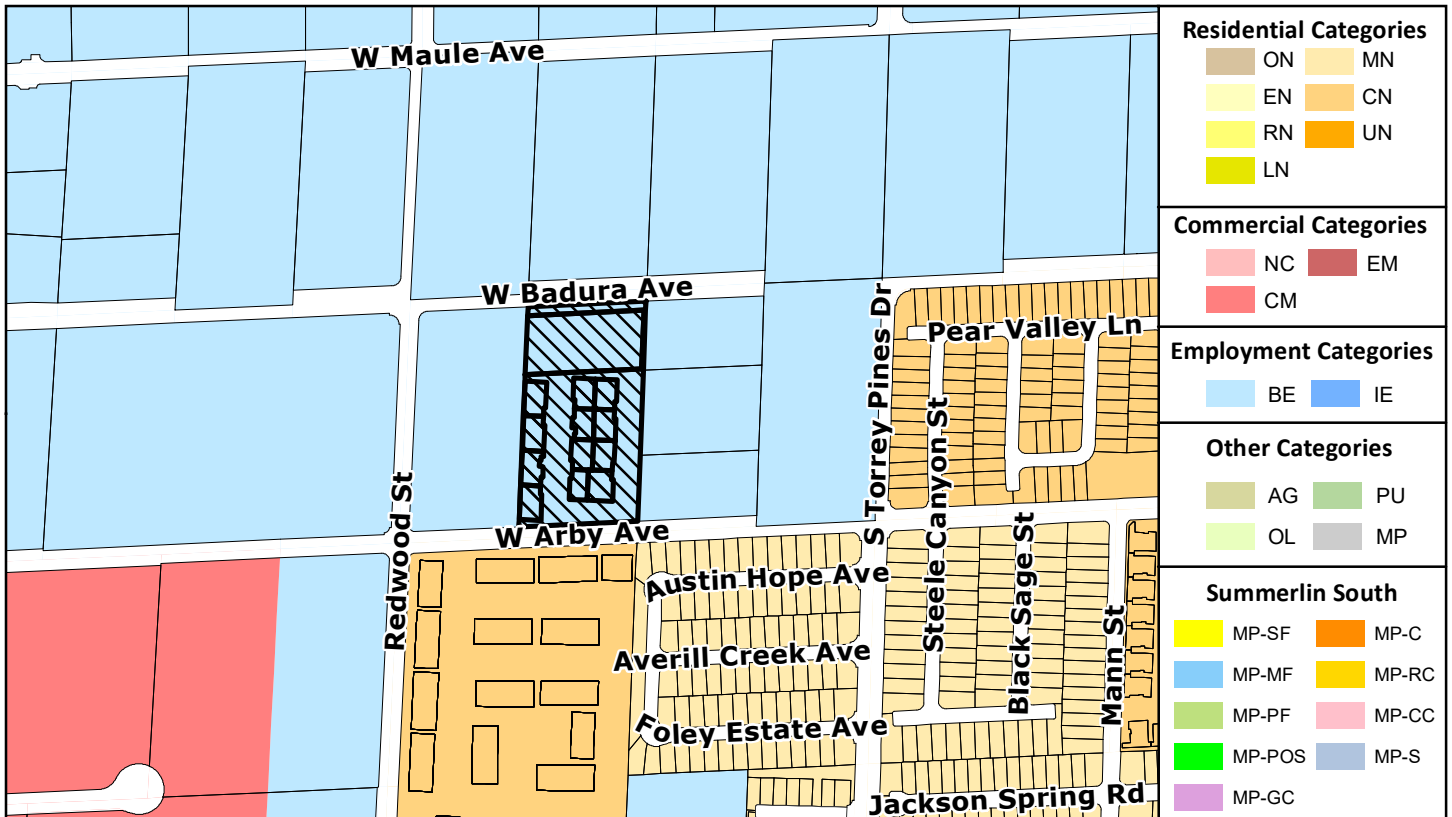 W Maule Ave
W Badura Ave
Pear Valley Ln
S Torrey Pines Dr
Steele Canyon St
Redwood St
W Arby Ave
Black Sage St
Austin Hope Ave
Mann St
Averill Creek Ave
Foley Estate Ave
Jackson Spring Rd
Residential Categories
ON MN
EN CN
RN UN
LN
Commercial Categories
NC EM
CM
Employment Categories
BE IE
Other Categories
AG PU
OL MP
Summerlin South
MP-SF MP-C
MP-MF MP-RC
MP-PF MP-CC
MP-POS MP-S
MP-GC